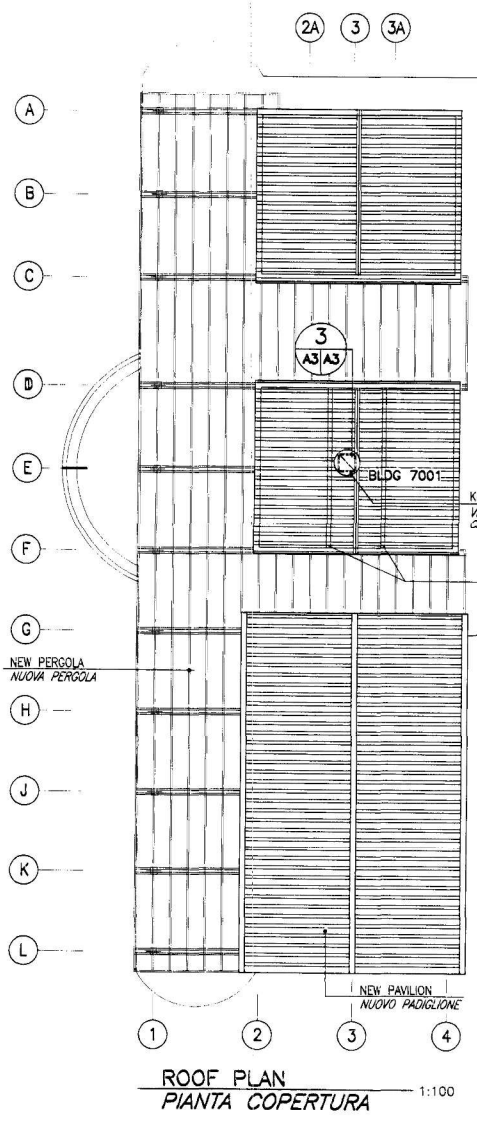 2A 3 3A
A
B
C
3
A3 A3
D
E
BLDG 7001
K
F
G
NEW PERGOLA
NUOVA PERGOLA
H
J
K
L
NEW PAVILION
NUOVO PADIGLIONE
1 2 3 4
ROOF PLAN
1:100
PIANTA COPERTURA